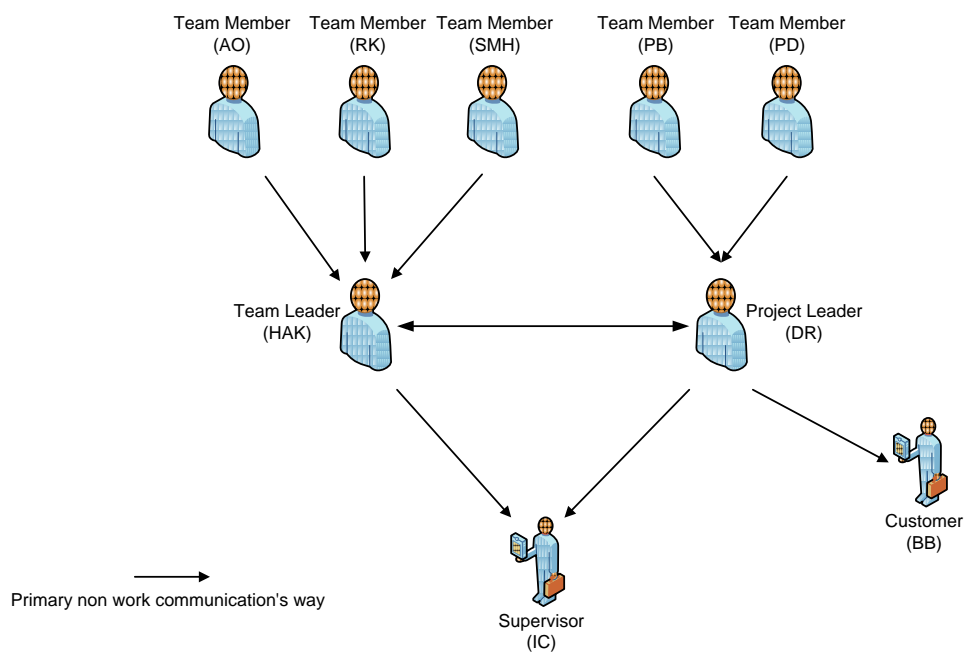 Team Member
(AO)
Team Member
(RK)
Team Member
(SMH)
Team Member
(PB)
Team Member
(PD)
Team Leader
(HAK)
Project Leader
(DR)
Customer
(BB)
Primary non work communication's way
Supervisor
(IC)